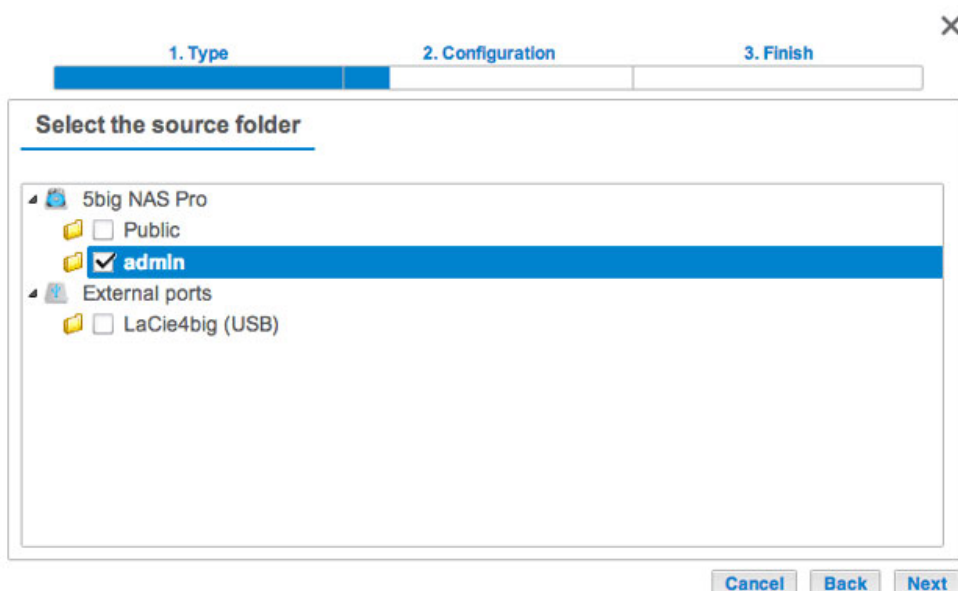 1. Type 2. Configuration 3. Finish
Select the source folder
5big NAS Pro
Public
admin
External ports
LaCie4big (USB)
Cancel Back Next